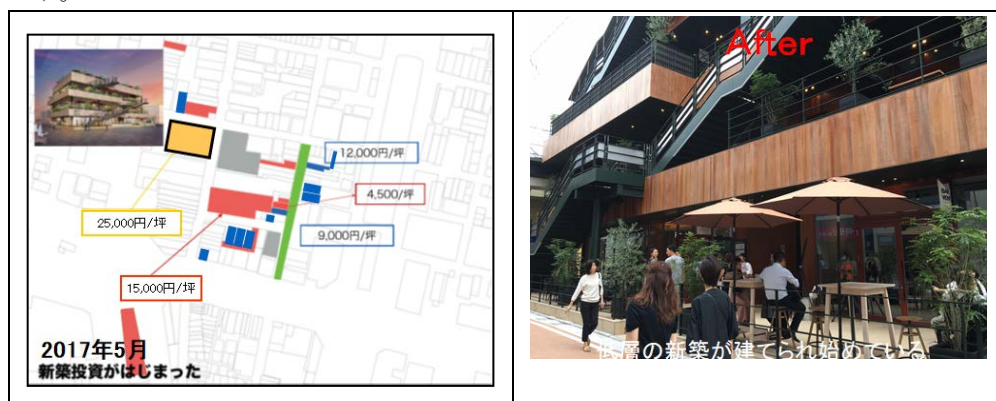 12,000円/坪
4,500/坪
25,000円/坪
9,000円/坪
15,000円/坪
2017年5月
新築投資がはじまった
After
低層の新築が建てられ始めている